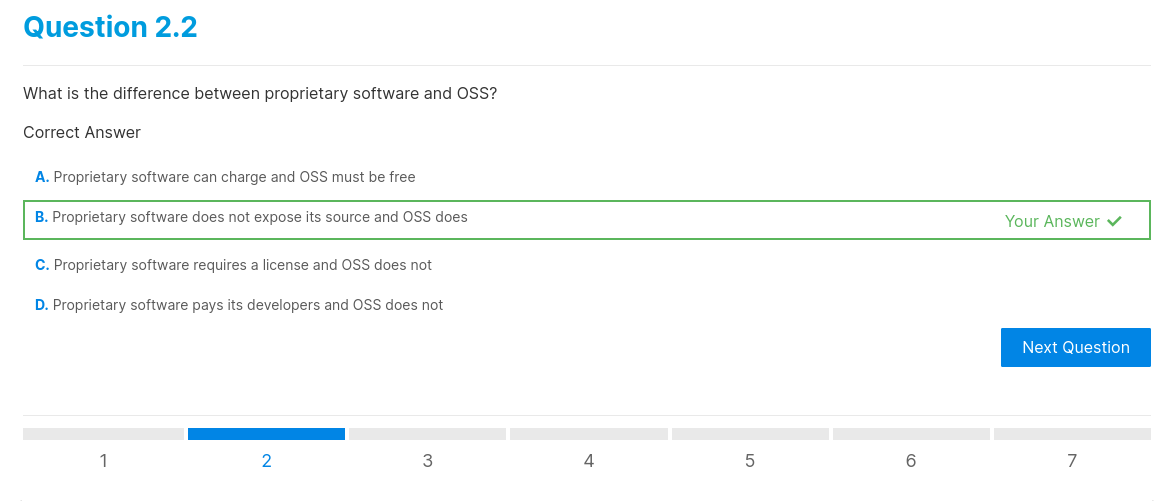 Question 2.2
What is the difference between proprietary software and OSS?
Correct Answer
A. Proprietary software can charge and OSS must be free
B. Proprietary software does not expose its source and OSS does
Your Answer ✓
C. Proprietary software requires a license and OSS does not
D. Proprietary software pays its developers and OSS does not
Next Question
1 2 3 4 5 6 7